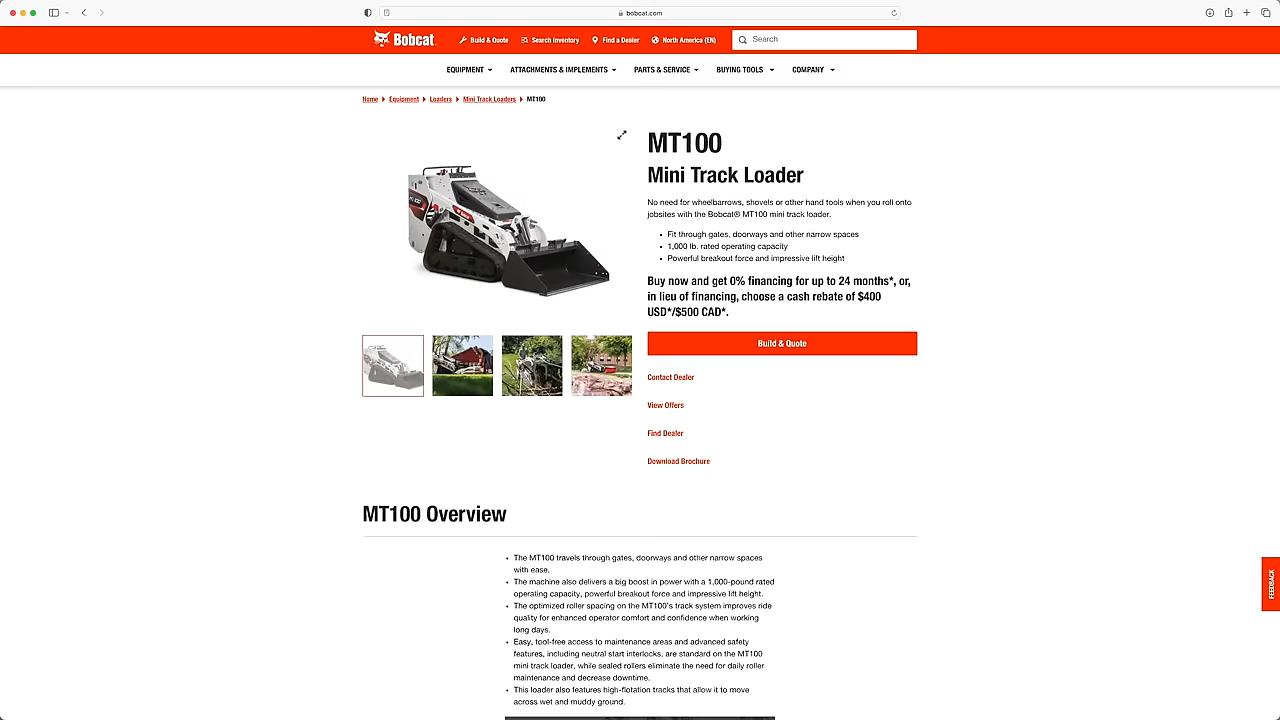 bobcat.com
Bobcat.
Build & Quote
Search Inventory
Find a Dealer
North America (EN)
Search
EQUIPMENT
ATTACHMENTS & IMPLEMENTS
PARTS & SERVICE
BUYING TOOLS
COMPANY
Home
Equipment
Loaders
Mini Track Loaders
MT100
MT100
Mini Track Loader
No need for wheelbarrows, shovels or other hand tools when you roll onto
jobsites with the Bobcat® MT100 mini track loader.
• Fit through gates, doorways and other narrow spaces
• 1,000 lb. rated operating capacity
• Powerful breakout force and impressive lift height
Buy now and get 0% financing for up to 24 months*, or,
in lieu of financing, choose a cash rebate of $400
USD*/$500 CAD*.
Build & Quote
Contact Dealer
View Offers
Find Dealer
Download Brochure
MT100 Overview
• The MT100 travels through gates, doorways and other narrow spaces
with ease.
• The machine also delivers a big boost in power with a 1,000-pound rated
operating capacity, powerful breakout force and impressive lift height.
• The optimized roller spacing on the MT100's track system improves ride
quality for enhanced operator comfort and confidence when working
long days.
• Easy, tool-free access to maintenance areas and advanced safety
features, including neutral start interlocks, are standard on the MT100
mini track loader, while sealed rollers eliminate the need for daily roller
maintenance and decrease downtime.
• This loader also features high-flotation tracks that allow it to move
across wet and muddy ground.
FEEDBACK